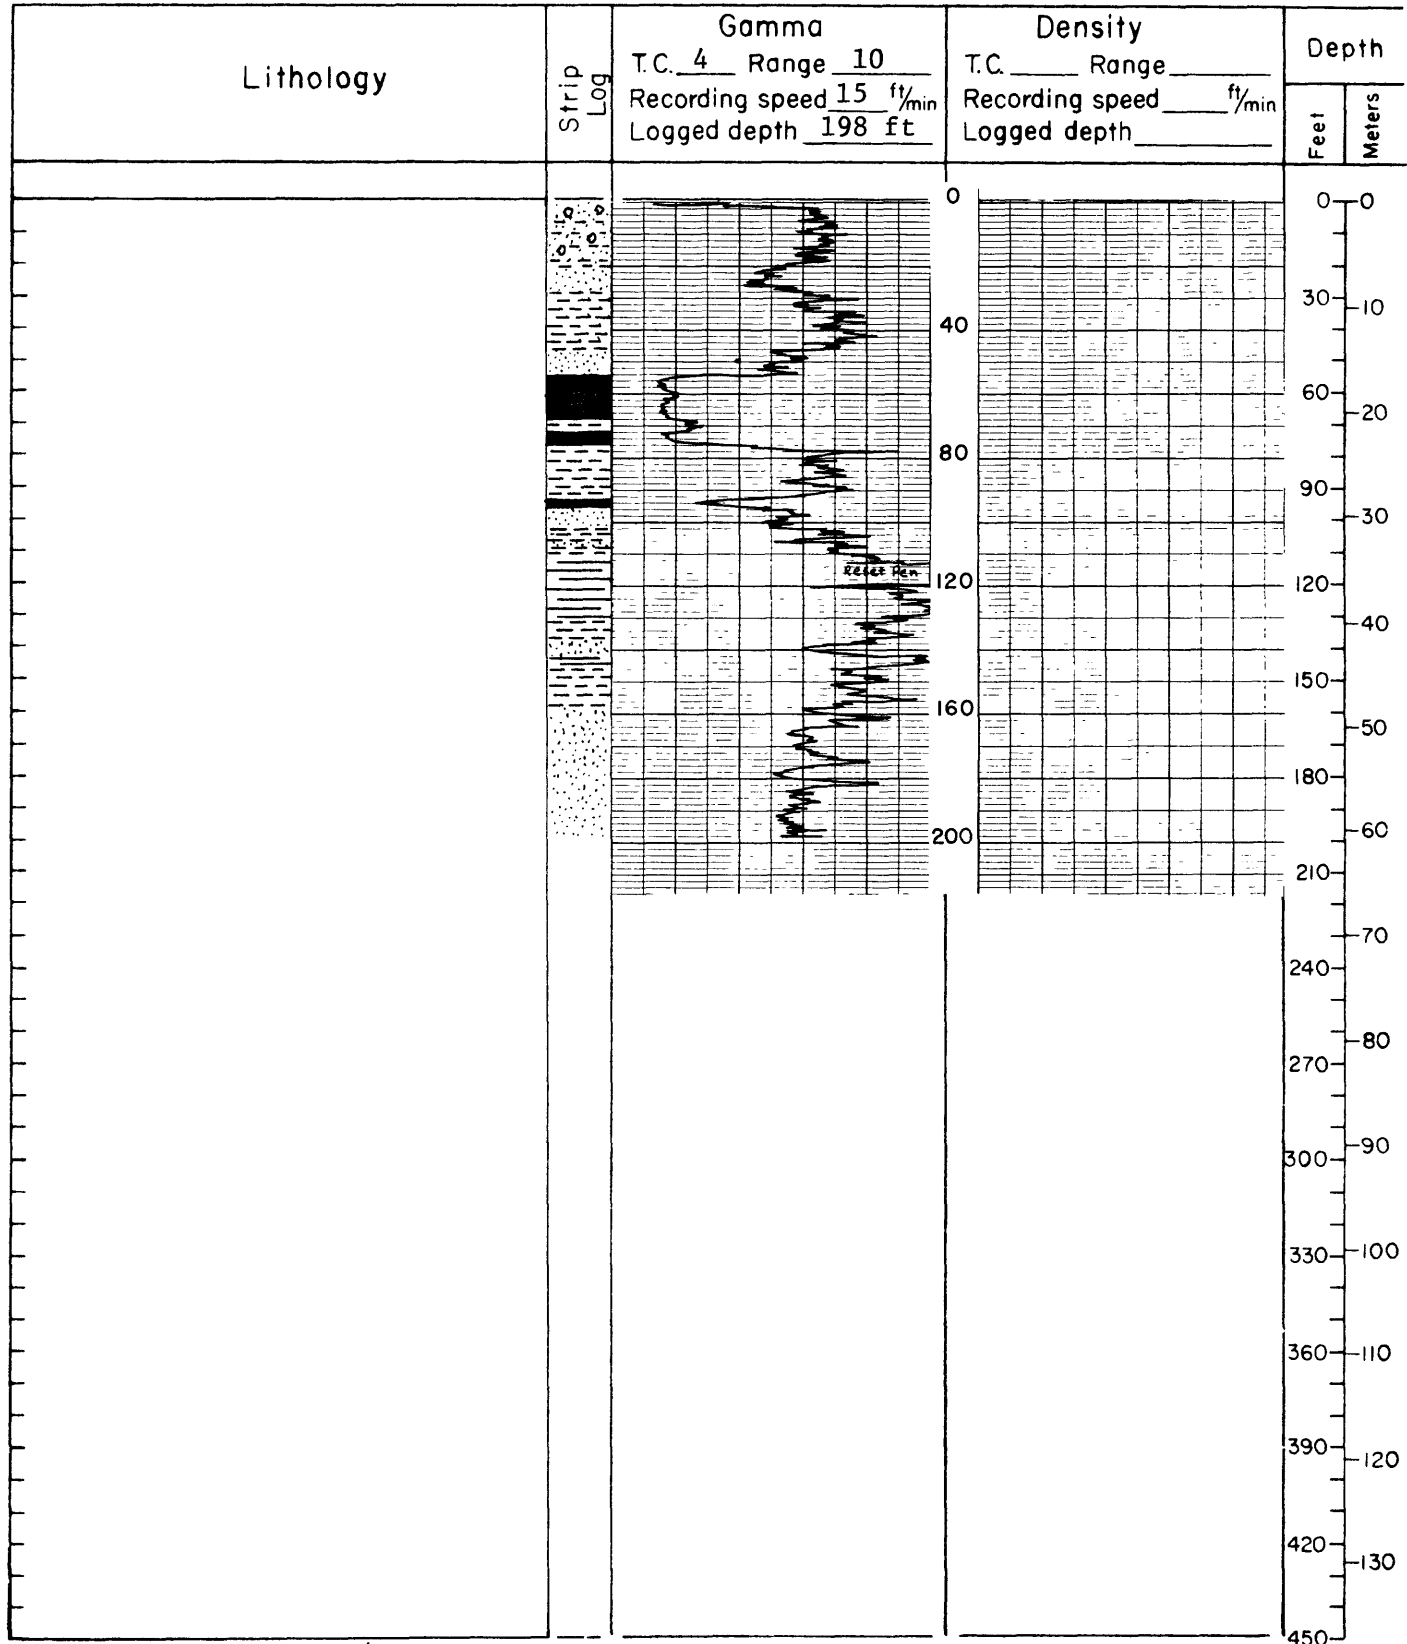 Lithology
Strip Log
Gamma
T.C. 4 Range 10
Recording speed 15 ft/min
Logged depth 198 ft
Density
T.C. Range
Recording speed ft/min
Logged depth
Depth
Feet
Meters
0
40
80
Reset Pen
120
160
200
0
30
60
90
120
150
180
210
240
270
300
330
360
390
420
450
0
10
20
30
40
50
60
70
80
90
100
110
120
130